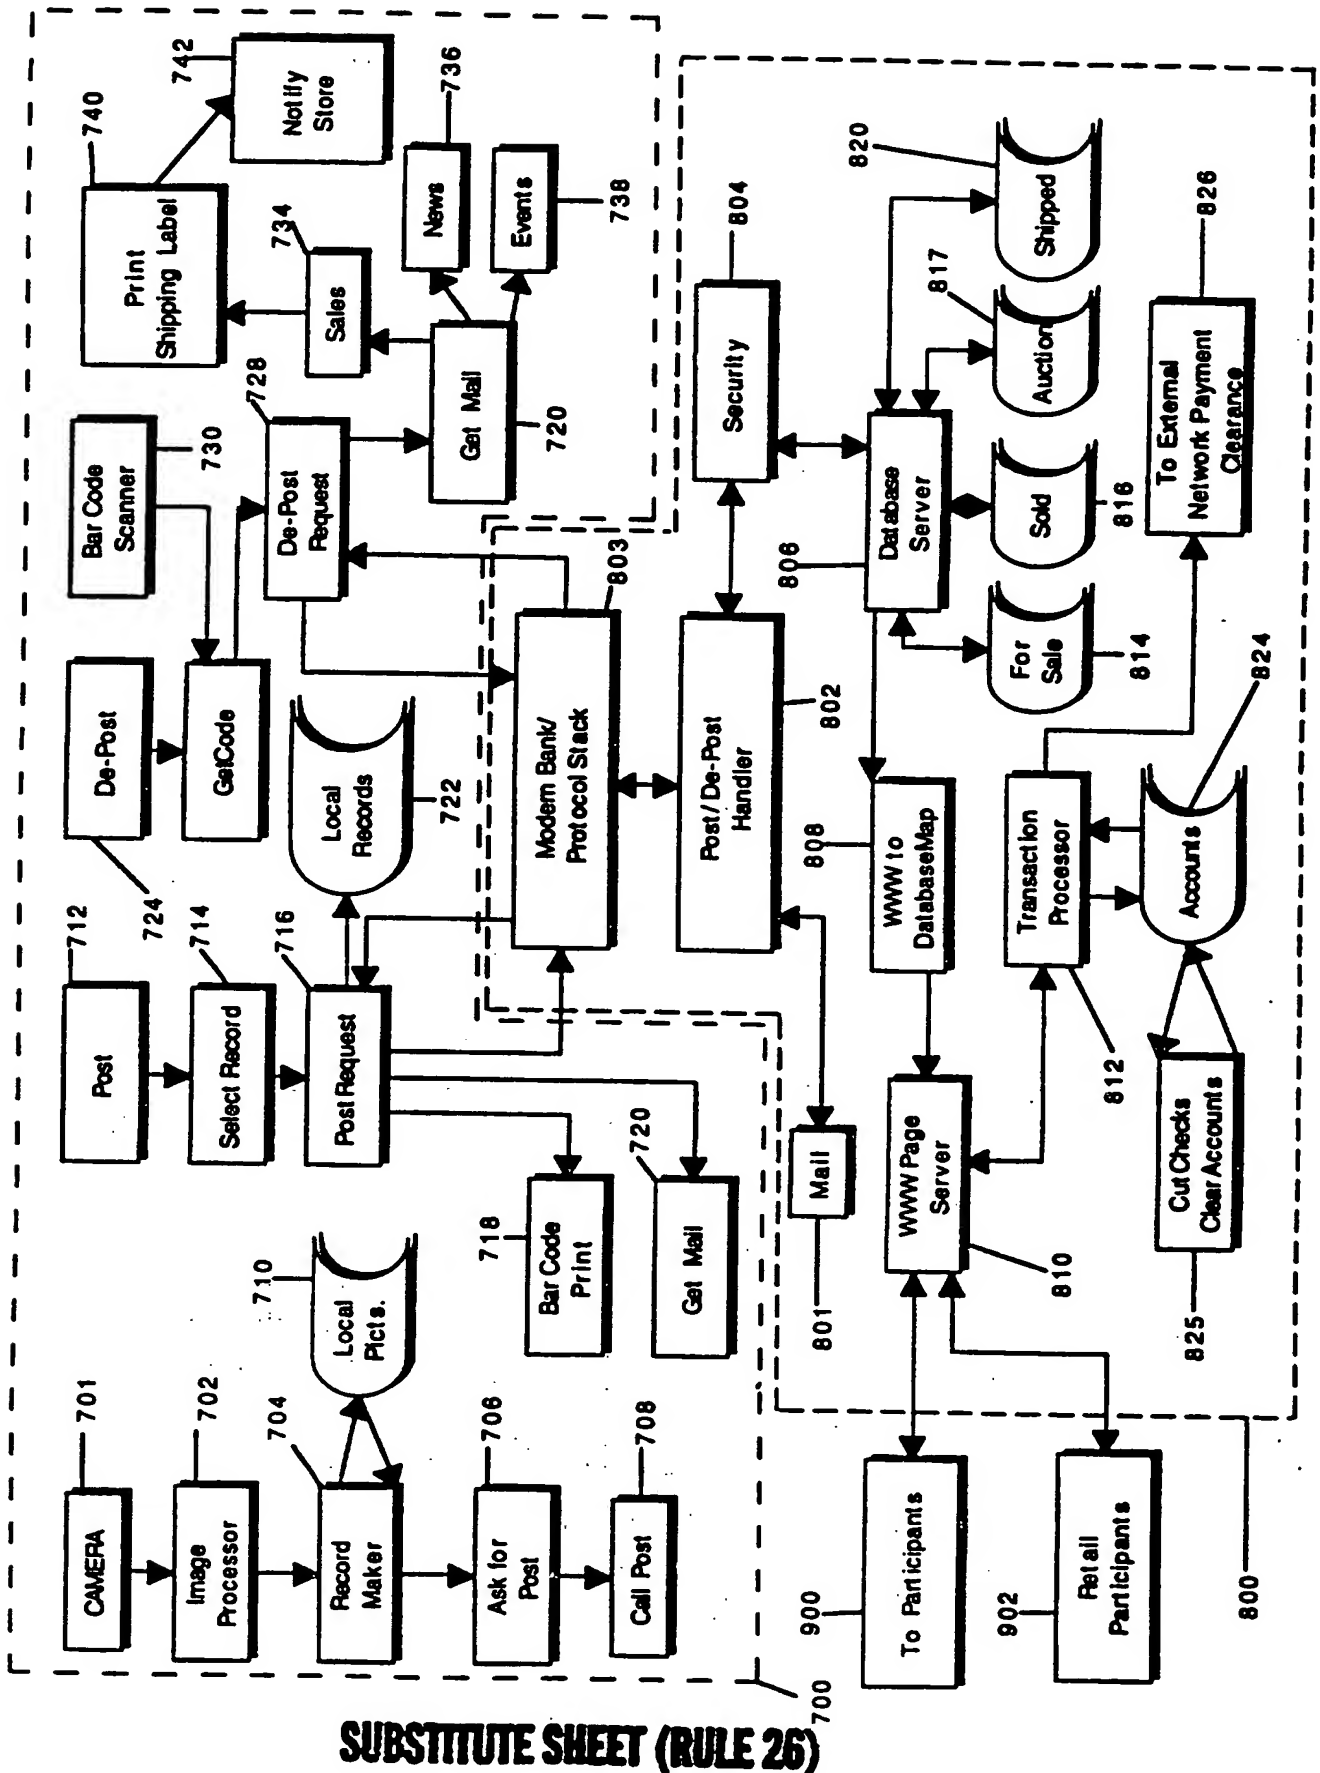 CAMERA
701
Image
Processor
702
Record
Maker
704
Local
Picts.
710
Ask for
Post
706
Call Post
708
Post
712
Select Record
714
Post Request
716
Local
Records
722
Bar Code
Print
718
Get Mail
720
De-Post
724
GetCode
Bar Code
Scanner
730
De-Post
Request
728
Get Mail
720
Sales
734
News
736
Events
738
Print
Shipping Label
740
Notify
Store
742
700
Modem Bank/
Protocol Stack
803
Post/De-Post
Handler
802
Security
804
Mail
801
Database
Server
806
For
Sale
814
Sold
816
Auction
817
Shipped
820
WWW to
DatabaseMap
808
WWW Page
Server
810
Transaction
Processor
812
Accounts
824
Cut Checks
Clear Accounts
825
To External
Network Payment
Clearance
826
To Participants
900
Retail
Participants
902
800
SUBSTITUTE SHEET (RULE 26)